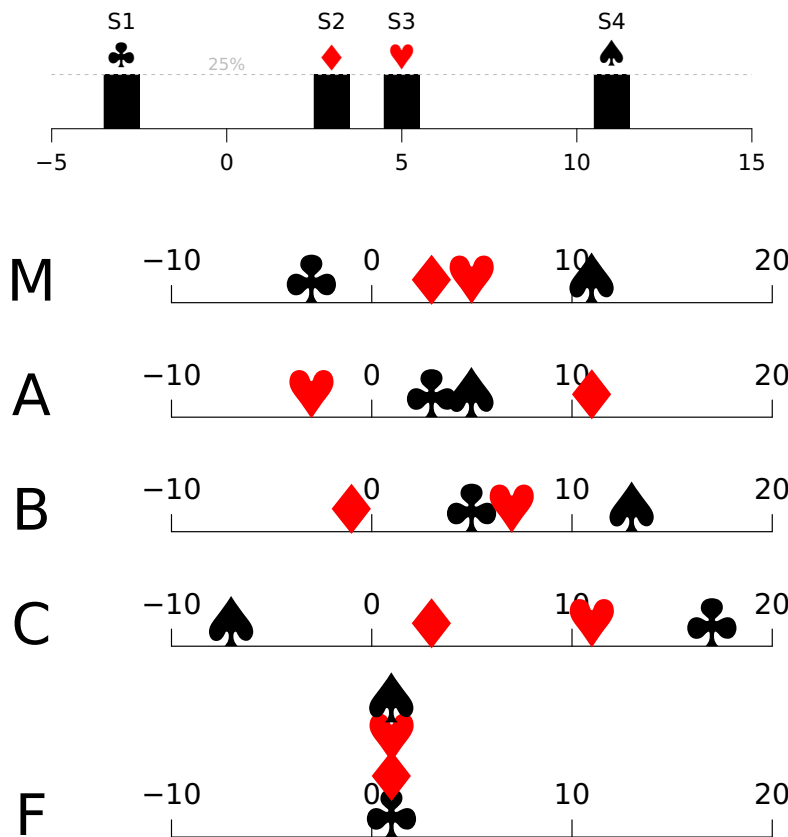 S1 S2 S3 S4
♣ ♦ ♥ ♠
25%
−5 0 5 10 15
−10 0 10 20
M ♣ ♦ ♥ ♠
−10 0 10 20
A ♥ ♣ ♠ ♦
−10 0 10 20
B ♦ ♣ ♥ ♠
−10 0 10 20
C ♠ ♦ ♥ ♣
♠
♥
♦
−10 0 10 20
F ♣